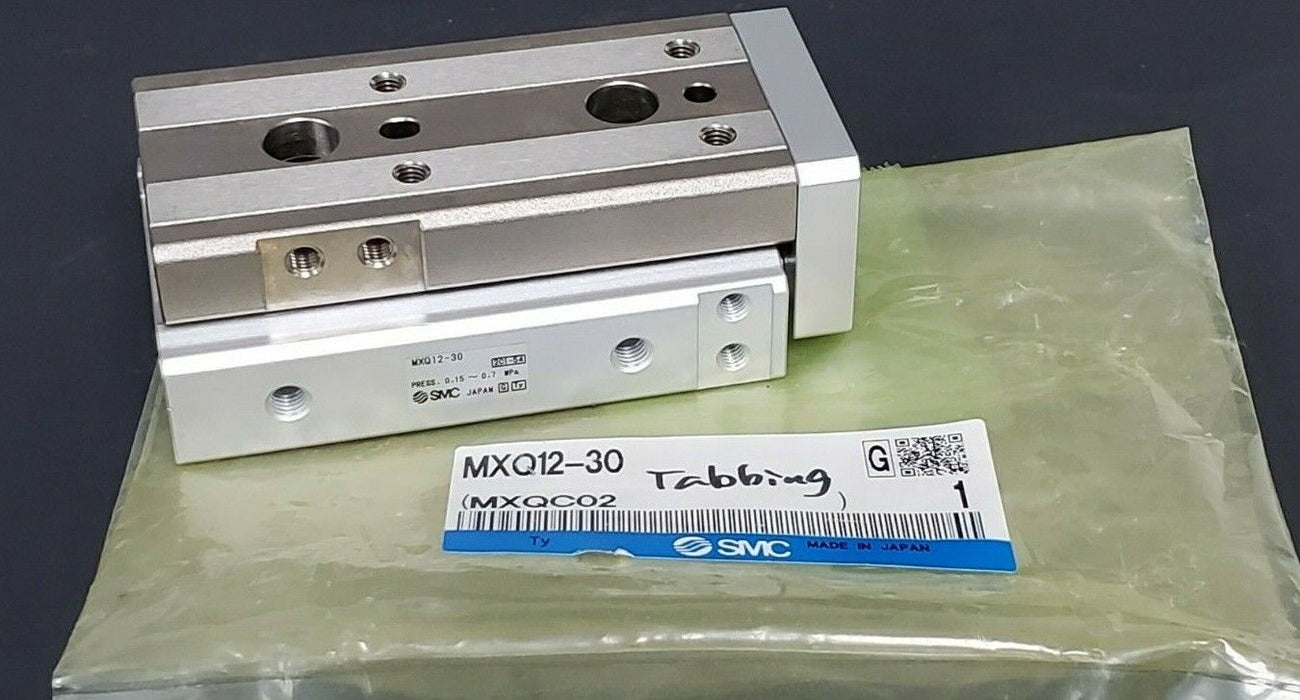 MXQ12-30
PRESS. 0.15 ~ 0.7 MPa
SMC JAPAN G Ty
MXQ12-30 Tabbing G
(MXQC02 ) 1
Ty SMC MADE IN JAPAN